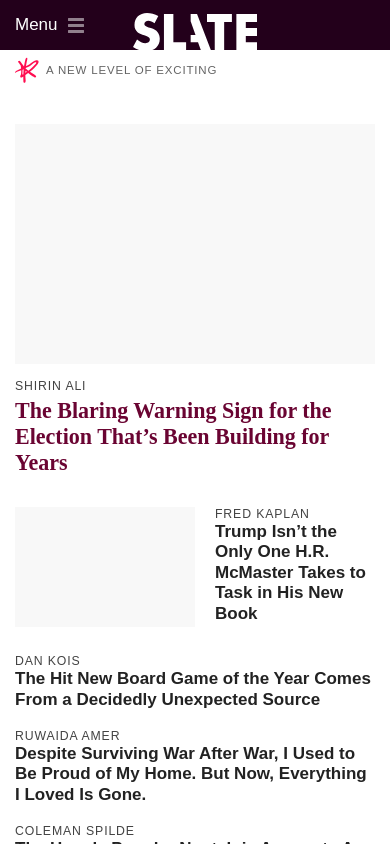 Menu
SLATE
A NEW LEVEL OF EXCITING
SHIRIN ALI
The Blaring Warning Sign for the
Election That’s Been Building for
Years
FRED KAPLAN
Trump Isn’t the
Only One H.R.
McMaster Takes to
Task in His New
Book
DAN KOIS
The Hit New Board Game of the Year Comes
From a Decidedly Unexpected Source
RUWAIDA AMER
Despite Surviving War After War, I Used to
Be Proud of My Home. But Now, Everything
I Loved Is Gone.
COLEMAN SPILDE